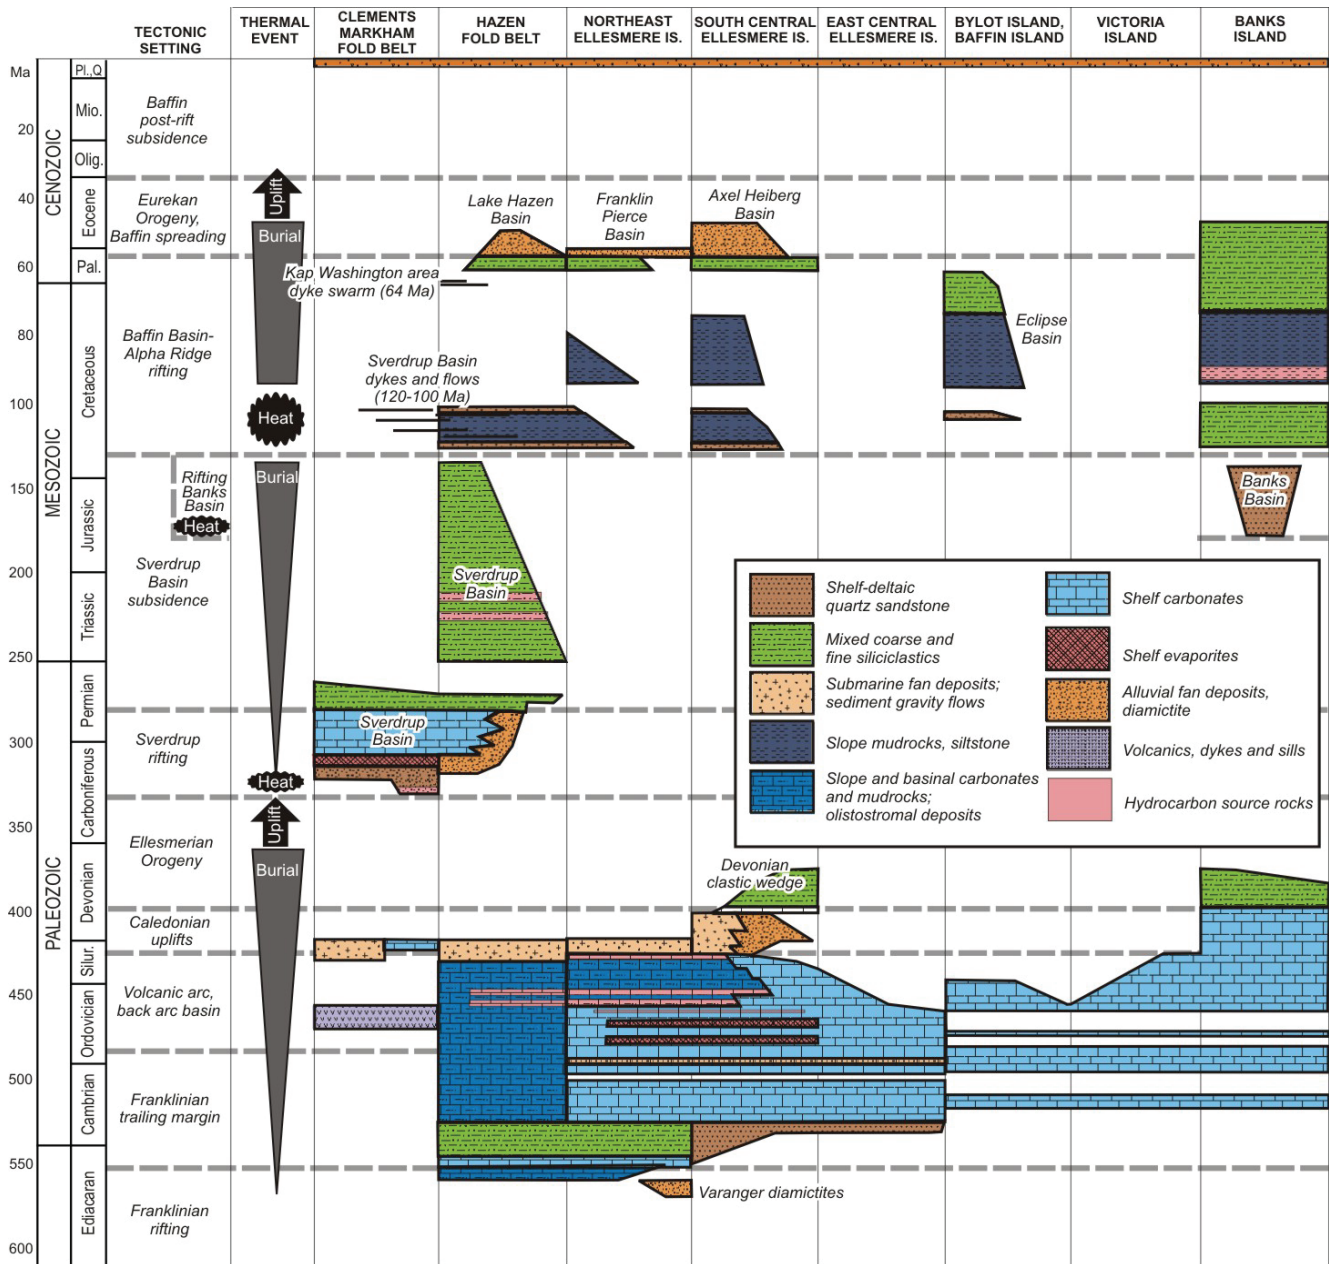 TECTONIC
SETTING
THERMAL
EVENT
CLEMENTS
MARKHAM
FOLD BELT
HAZEN
FOLD BELT
NORTHEAST
ELLESMERE IS.
SOUTH CENTRAL
ELLESMERE IS.
EAST CENTRAL
ELLESMERE IS.
BYLOT ISLAND,
BAFFIN ISLAND
VICTORIA
ISLAND
BANKS
ISLAND
Ma
20
40
60
80
100
150
200
250
300
350
400
450
500
550
600
CENOZOIC
MESOZOIC
PALEOZOIC
Pl.,Q
Mio.
Olig.
Eocene
Pal.
Cretaceous
Jurassic
Triassic
Permian
Carboniferous
Devonian
Silur.
Ordovician
Cambrian
Ediacaran
Baffin
post-rift
subsidence
Eurekan
Orogeny,
Baffin spreading
Baffin Basin-
Alpha Ridge
rifting
Rifting
Banks
Basin
Heat
Sverdrup
Basin
subsidence
Sverdrup
rifting
Ellesmerian
Orogeny
Caledonian
uplifts
Volcanic arc,
back arc basin
Franklinian
trailing margin
Franklinian
rifting
Uplift
Burial
Heat
Burial
Heat
Uplift
Burial
Lake Hazen
Basin
Franklin
Pierce
Basin
Axel Heiberg
Basin
Kap Washington area
dyke swarm (64 Ma)
Sverdrup Basin
dykes and flows
(120-100 Ma)
Eclipse
Basin
Banks
Basin
Sverdrup
Basin
Sverdrup
Basin
Devonian
clastic wedge
Varanger diamictites
Shelf-deltaic
quartz sandstone
Mixed coarse and
fine siliciclastics
Submarine fan deposits;
sediment gravity flows
Slope mudrocks, siltstone
Slope and basinal carbonates
and mudrocks;
olistostromal deposits
Shelf carbonates
Shelf evaporites
Alluvial fan deposits,
diamictite
Volcanics, dykes and sills
Hydrocarbon source rocks